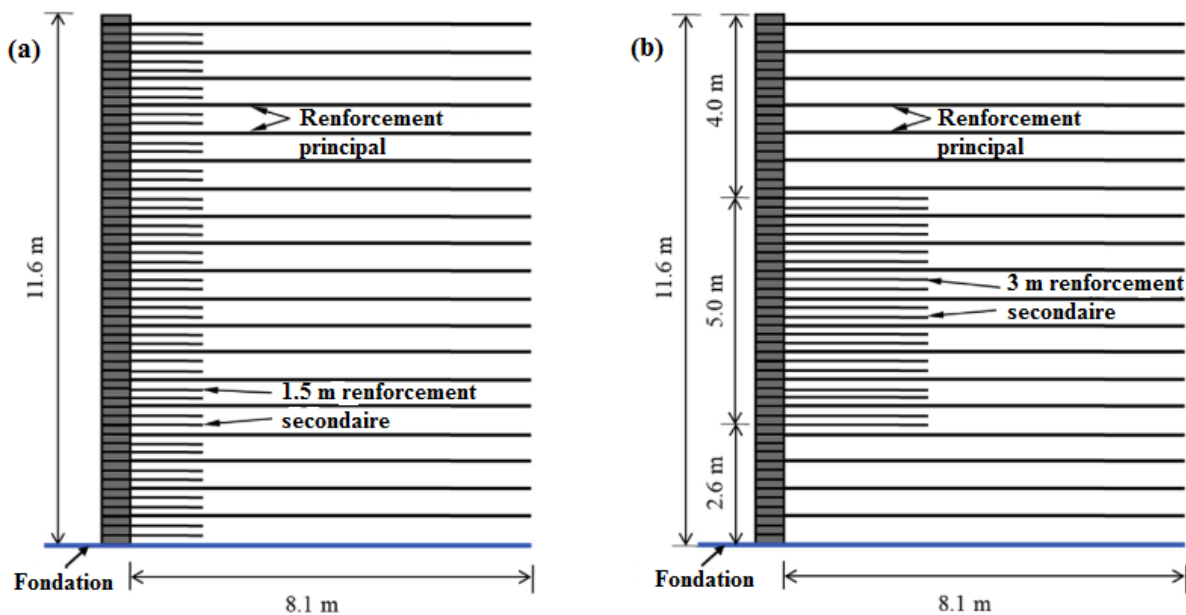 (a)
Renforcement
principal
11.6 m
1.5 m renforcement
secondaire
Fondation
8.1 m
(b)
4.0 m
Renforcement
principal
11.6 m
5.0 m
3 m renforcement
secondaire
2.6 m
Fondation
8.1 m